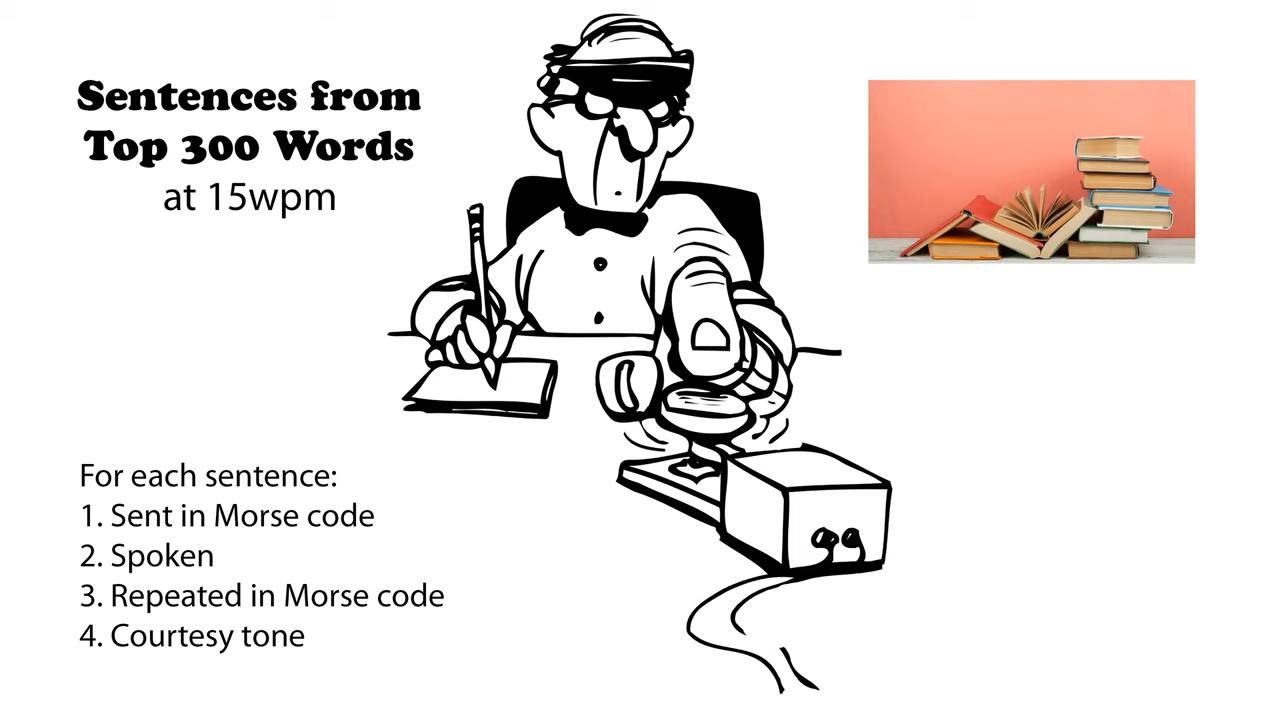 Sentences from
Top 300 Words
at 15wpm
For each sentence:
1. Sent in Morse code
2. Spoken
3. Repeated in Morse code
4. Courtesy tone